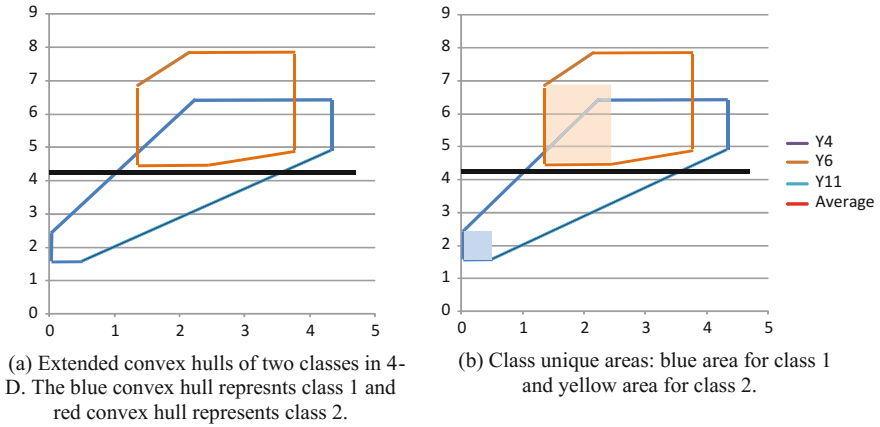 9
8
7
6
5
4
3
2
1
0
0 1 2 3 4 5
(a) Extended convex hulls of two classes in 4-
D. The blue convex hull represnts class 1 and
red convex hull represents class 2.
9
8
7
6
5
4
3
2
1
0
0 1 2 3 4 5
Y4
Y6
Y11
Average
(b) Class unique areas: blue area for class 1
and yellow area for class 2.